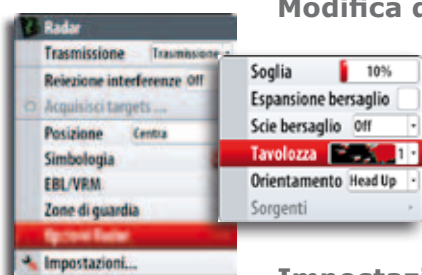 Modifica d
Radar
Trasmissione Trasmissione
Reiezione interferenze Off
Acquisisci targets ...
Posizione Centra
Simbologia
EBL/VRM
Zone di guardia
Opzioni Radar
Impostazioni...
Soglia 10%
Espansione bersaglio
Scie bersaglio Off
Tavolozza 1
Orientamento Head Up
Sorgenti
Impostazi